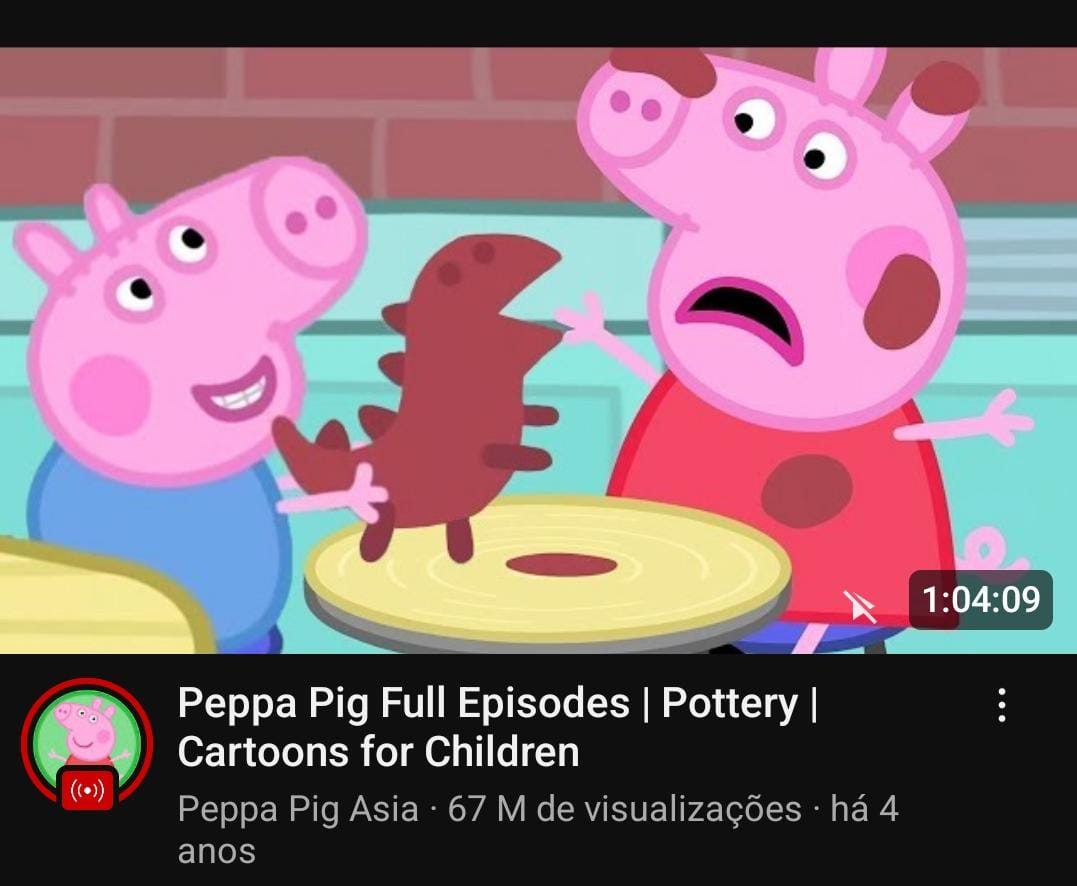 1:04:09
Peppa Pig Full Episodes | Pottery |
Cartoons for Children
Peppa Pig Asia · 67 M de visualizações · há 4
anos